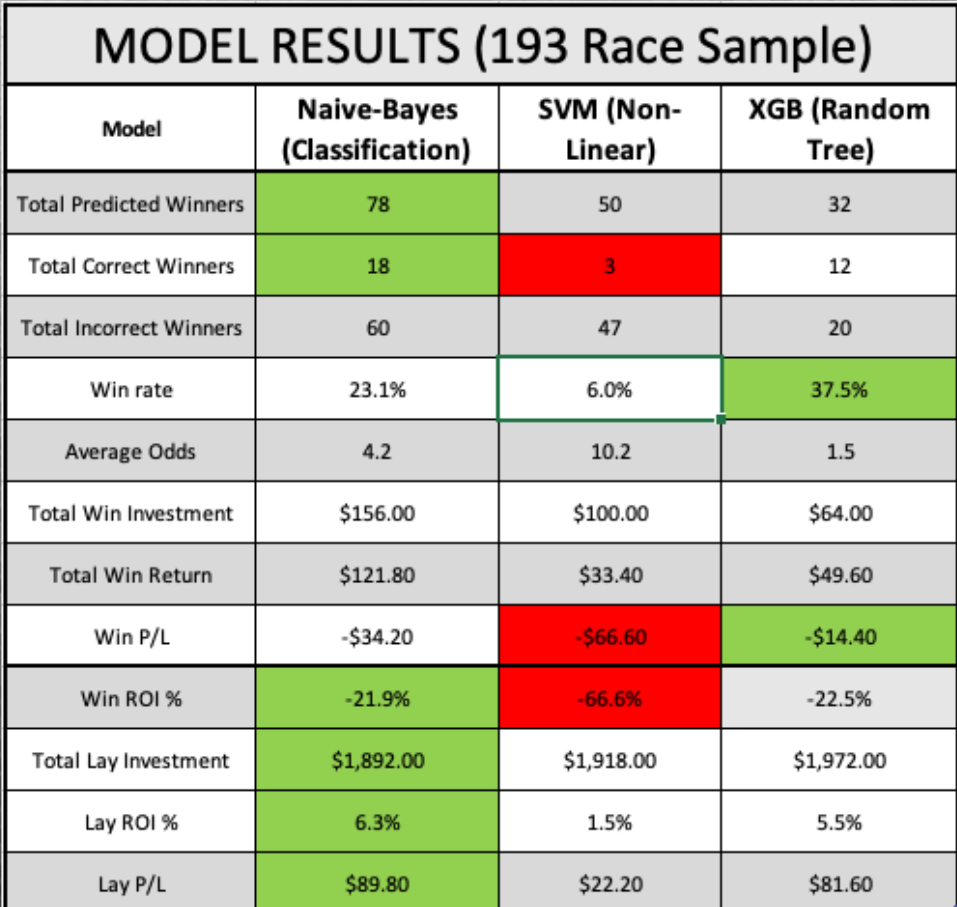 MODEL RESULTS (193 Race Sample)
Model Naive-Bayes (Classification) SVM (Non-Linear) XGB (Random Tree)
Total Predicted Winners 78 50 32
Total Correct Winners 18 3 12
Total Incorrect Winners 60 47 20
Win rate 23.1% 6.0% 37.5%
Average Odds 4.2 10.2 1.5
Total Win Investment $156.00 $100.00 $64.00
Total Win Return $121.80 $33.40 $49.60
Win P/L -$34.20 -$66.60 -$14.40
Win ROI % -21.9% -66.6% -22.5%
Total Lay Investment $1,892.00 $1,918.00 $1,972.00
Lay ROI % 6.3% 1.5% 5.5%
Lay P/L $89.80 $22.20 $81.60